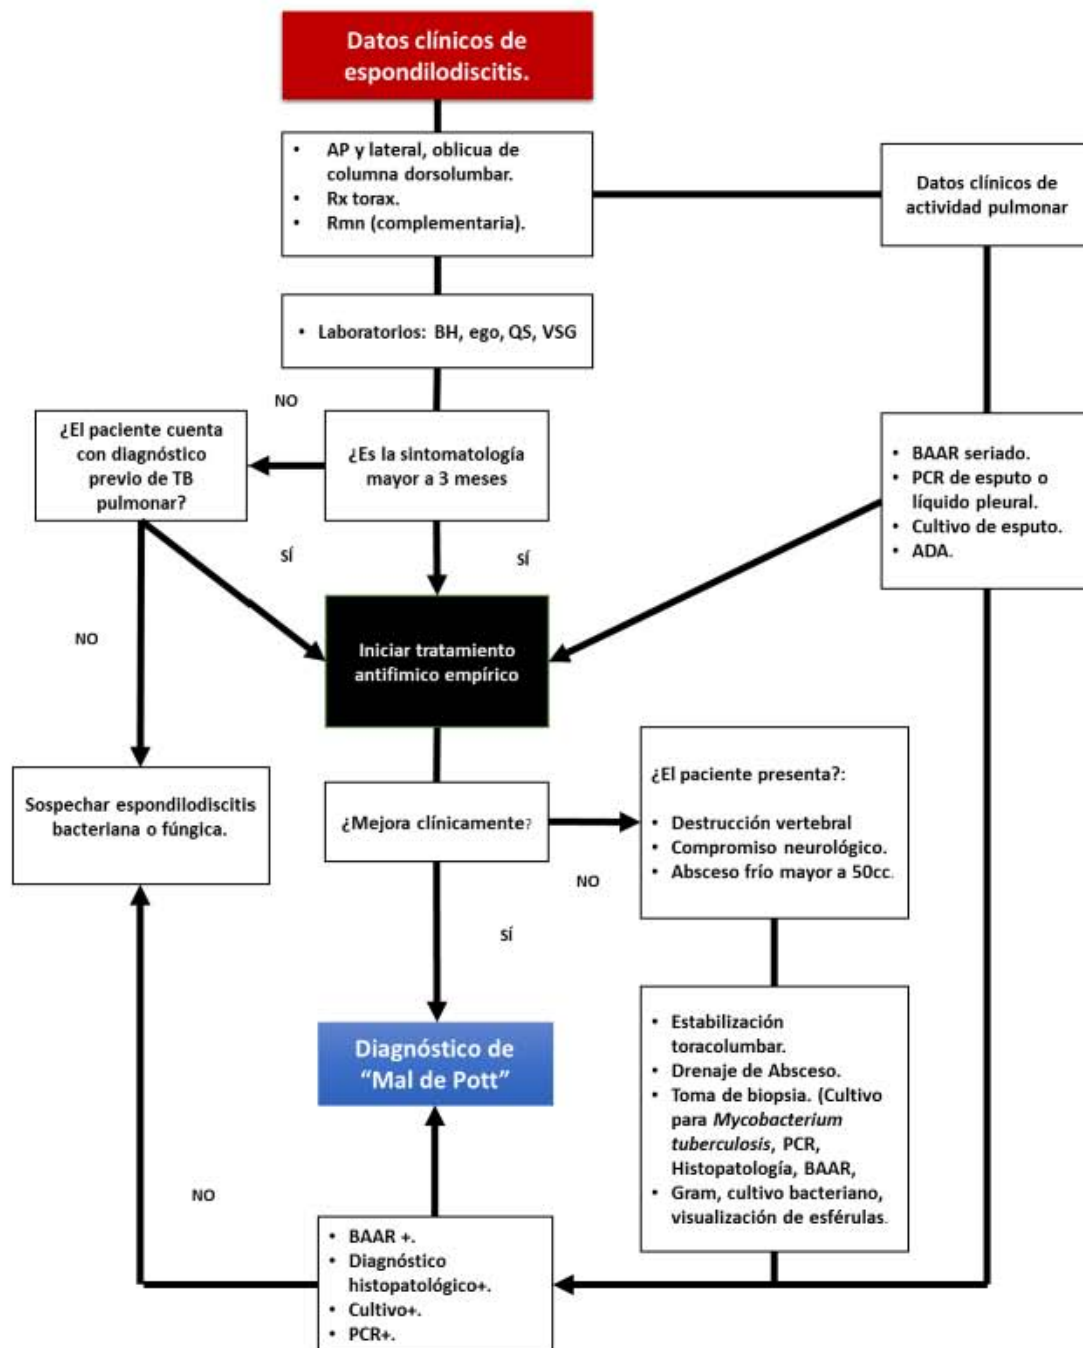 Datos clínicos de
espondilodiscitis.
• AP y lateral, oblicua de
columna dorsolumbar.
• Rx torax.
• Rmn (complementaria).
Datos clínicos de
actividad pulmonar
• Laboratorios: BH, ego, QS, VSG
NO
¿El paciente cuenta
con diagnóstico
previo de TB
pulmonar?
¿Es la sintomatología
mayor a 3 meses
• BAAR seriado.
• PCR de esputo o
líquido pleural.
• Cultivo de esputo.
• ADA.
SÍ
SÍ
NO
Iniciar tratamiento
antifimico empírico
Sospechar espondilodiscitis
bacteriana o fúngica.
¿Mejora clínicamente?
¿El paciente presenta?:
• Destrucción vertebral
• Compromiso neurológico.
• Absceso frío mayor a 50cc.
NO
SÍ
Diagnóstico de
“Mal de Pott”
• Estabilización
toracolumbar.
• Drenaje de Absceso.
• Toma de biopsia. (Cultivo
para Mycobacterium
tuberculosis, PCR,
Histopatología, BAAR,
• Gram, cultivo bacteriano,
visualización de esférulas.
NO
• BAAR +.
• Diagnóstico
histopatológico+.
• Cultivo+.
• PCR+.